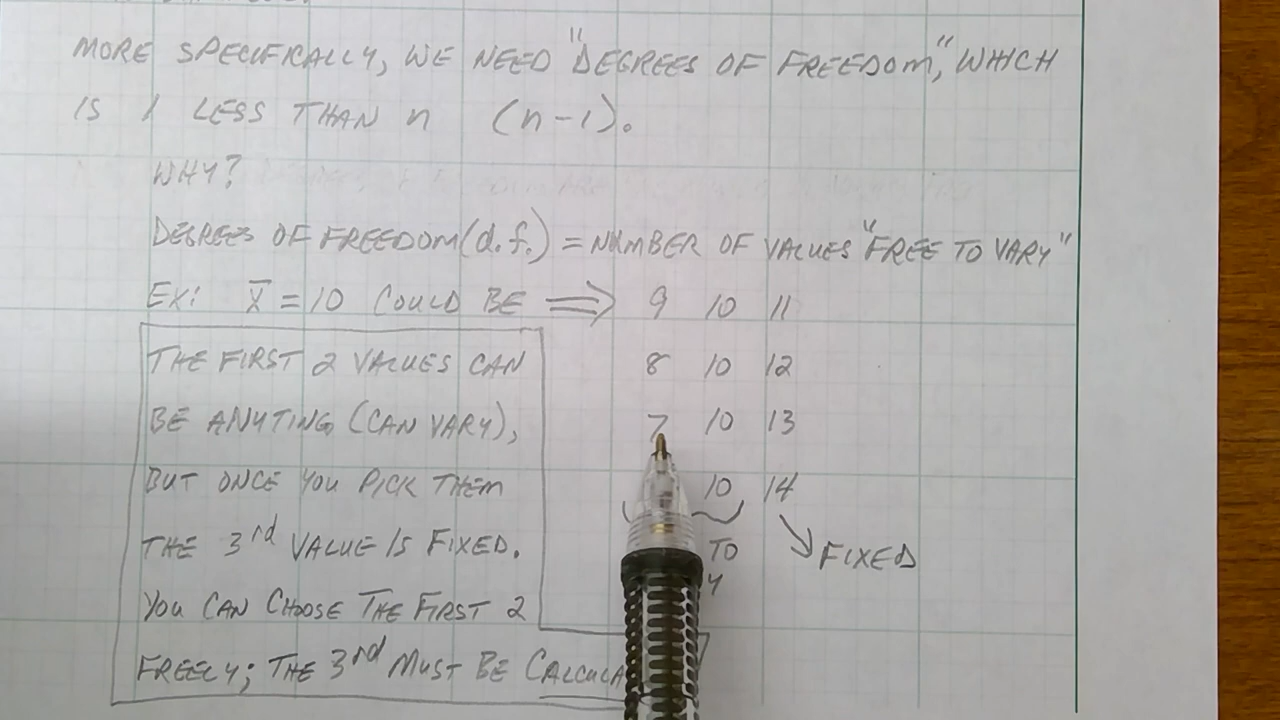 MORE SPECIFICALLY, WE NEED "DEGREES OF FREEDOM," WHICH
IS 1 LESS THAN n (n-1).
WHY?
DEGREES OF FREEDOM (d.f.) = NUMBER OF VALUES "FREE TO VARY"
EX: X̄ = 10 COULD BE ⇒ 9 10 11
THE FIRST 2 VALUES CAN 8 10 12
BE ANYTING (CAN VARY), 7 10 13
BUT ONCE YOU PICK THEM 10 14
THE 3rd VALUE IS FIXED. TO FIXED
YOU CAN CHOOSE THE FIRST 2 Y
FREELY; THE 3rd MUST BE CALCULA